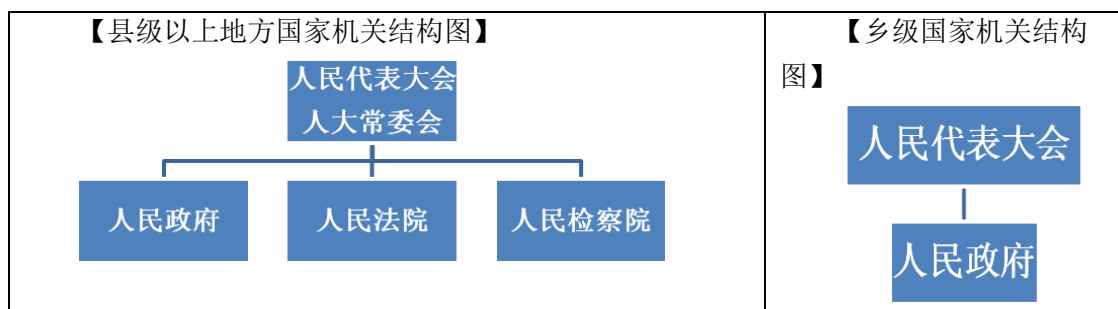 【县级以上地方国家机关结构图】
人民代表大会
人大常委会
人民政府
人民法院
人民检察院
【乡级国家机关结构
图】
人民代表大会
人民政府